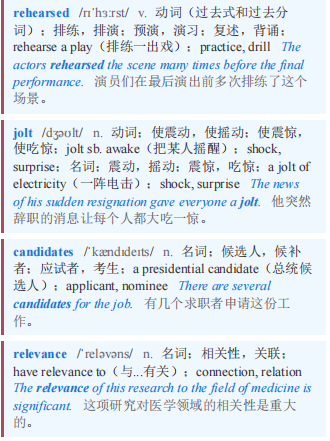 rehearsed /rɪˈhɜːrst/ v. 动词（过去式和过去分
词）；排练，排演；预演，演习；复述，背诵；
rehearse a play（排练一出戏）；practice, drill The
actors rehearsed the scene many times before the final
performance. 演员们在最后演出前多次排练了这个
场景。
jolt /dʒəʊlt/ n. 动词：使震动，使摇动；使震惊，
使吃惊；jolt sb. awake（把某人摇醒）；shock,
surprise；名词：震动，摇动；震惊，吃惊；a jolt of
electricity（一阵电击）；shock, surprise The news
of his sudden resignation gave everyone a jolt. 他突然
辞职的消息让每个人都大吃一惊。
candidates /ˈkændɪdeɪts/ n. 名词；候选人，候补
者；应试者，考生；a presidential candidate（总统候
选人）；applicant, nominee There are several
candidates for the job. 有几个求职者申请这份工
作。
relevance /ˈreləvəns/ n. 名词；相关性，关联；
have relevance to（与...有关）；connection, relation
The relevance of this research to the field of medicine is
significant. 这项研究对医学领域的相关性是重大
的。